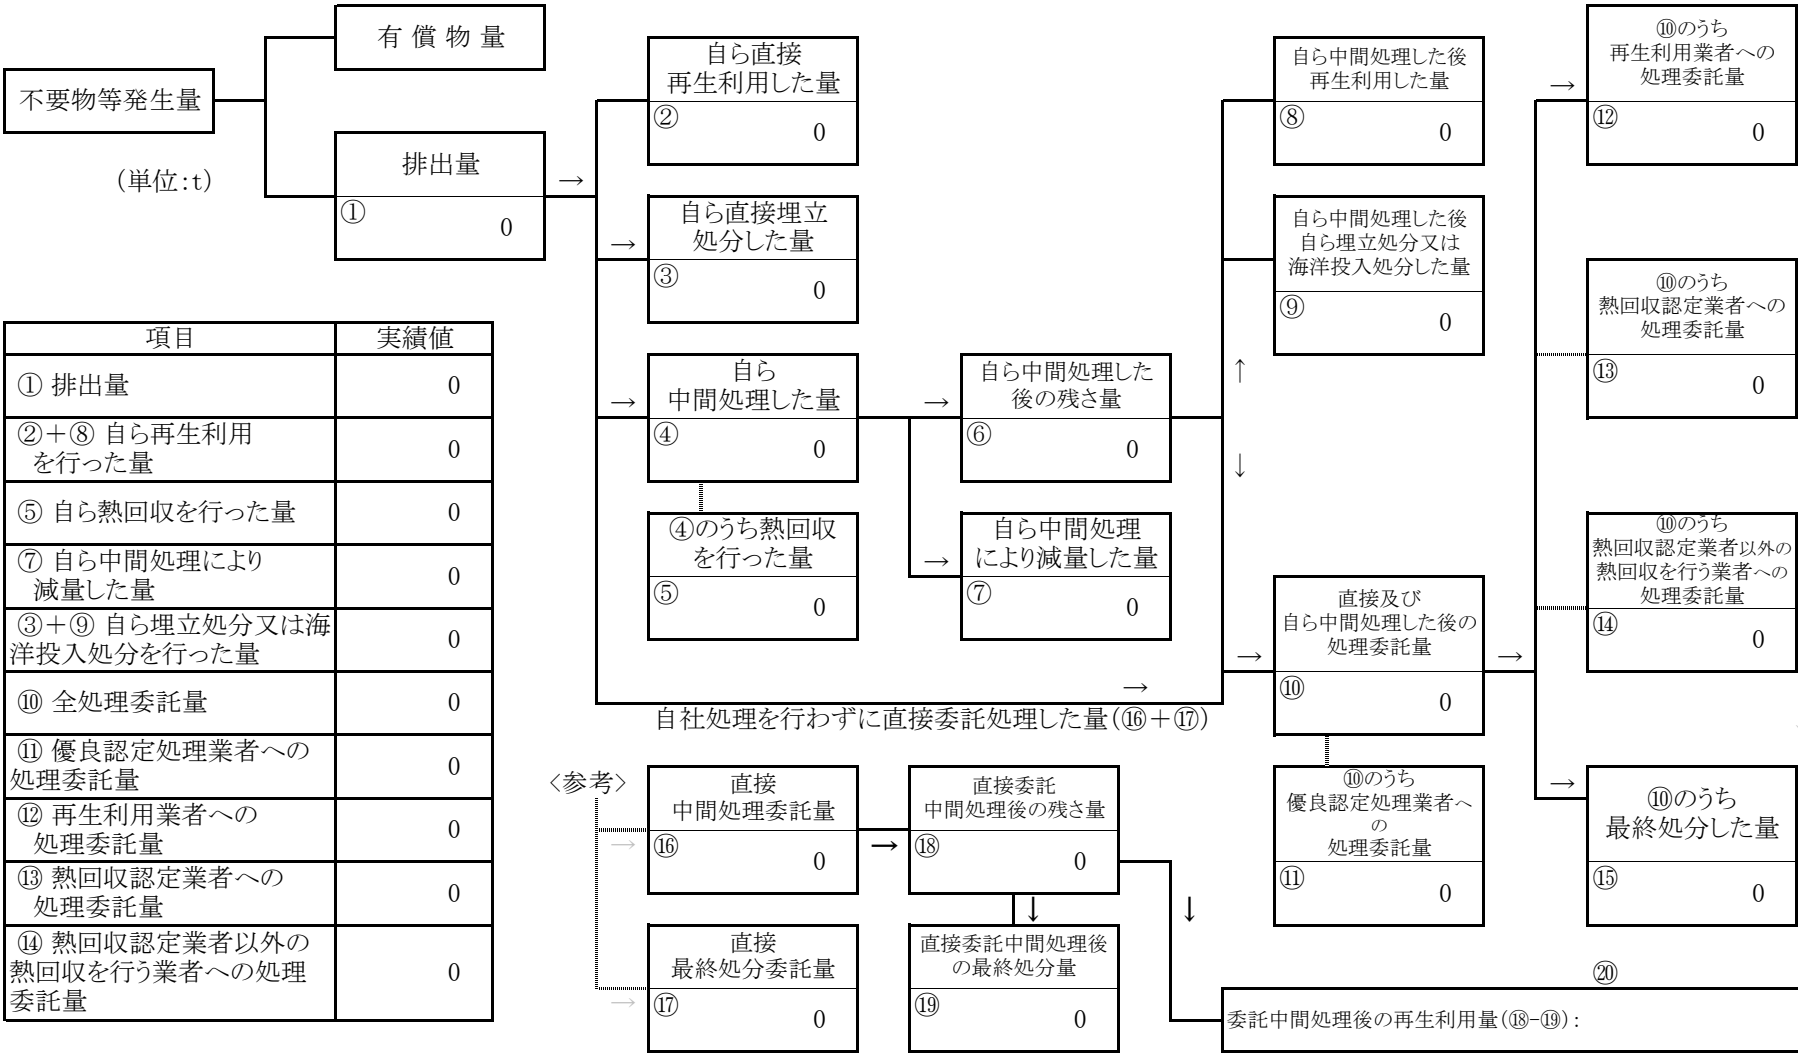 有 償 物 量
不要物等発生量
(単位:t)
排出量
①
0
→
自ら直接
再生利用した量
②
0
→
自ら直接埋立
処分した量
③
0
→
自ら
中間処理した量
④
0
④のうち熱回収
を行った量
⑤
0
→
自ら中間処理した
後の残さ量
⑥
0
→
自ら中間処理
により減量した量
⑦
0
自ら中間処理した後
再生利用した量
⑧
0
自ら中間処理した後
自ら埋立処分又は
海洋投入処分した量
⑨
0
↑
↓
→
直接及び
自ら中間処理した後の
処理委託量
⑩
0
→
⑩のうち
優良認定処理業者へ
の
処理委託量
⑪
0
→
⑩のうち
再生利用業者への
処理委託量
⑫
0
⑩のうち
熱回収認定業者への
処理委託量
⑬
0
⑩のうち
熱回収認定業者以外の
熱回収を行う業者への
処理委託量
⑭
0
→
⑩のうち
最終処分した量
⑮
0
→
自社処理を行わずに直接委託処理した量(⑯+⑰)
<参考>
→
直接
中間処理委託量
⑯
0
→
直接
最終処分委託量
⑰
0
→
直接委託
中間処理後の残さ量
⑱
0
↓
直接委託中間処理後
の最終処分量
⑲
0
↓
⑳
委託中間処理後の再生利用量(⑱-⑲):
項目 実績値
① 排出量 0
②+⑧ 自ら再生利用
を行った量 0
⑤ 自ら熱回収を行った量 0
⑦ 自ら中間処理により
減量した量 0
③+⑨ 自ら埋立処分又は海
洋投入処分を行った量 0
⑩ 全処理委託量 0
⑪ 優良認定処理業者への
処理委託量 0
⑫ 再生利用業者への
処理委託量 0
⑬ 熱回収認定業者への
処理委託量 0
⑭ 熱回収認定業者以外の
熱回収を行う業者への処理 0
委託量